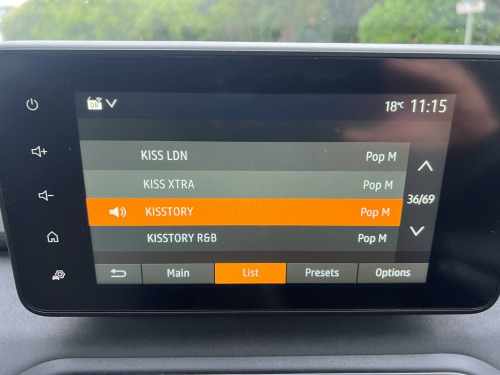 DR 18°C 11:15
KISS LDN Pop M
KISS XTRA Pop M
KISSTORY Pop M
36/69
KISSTORY R&B Pop M
Main List Presets Options